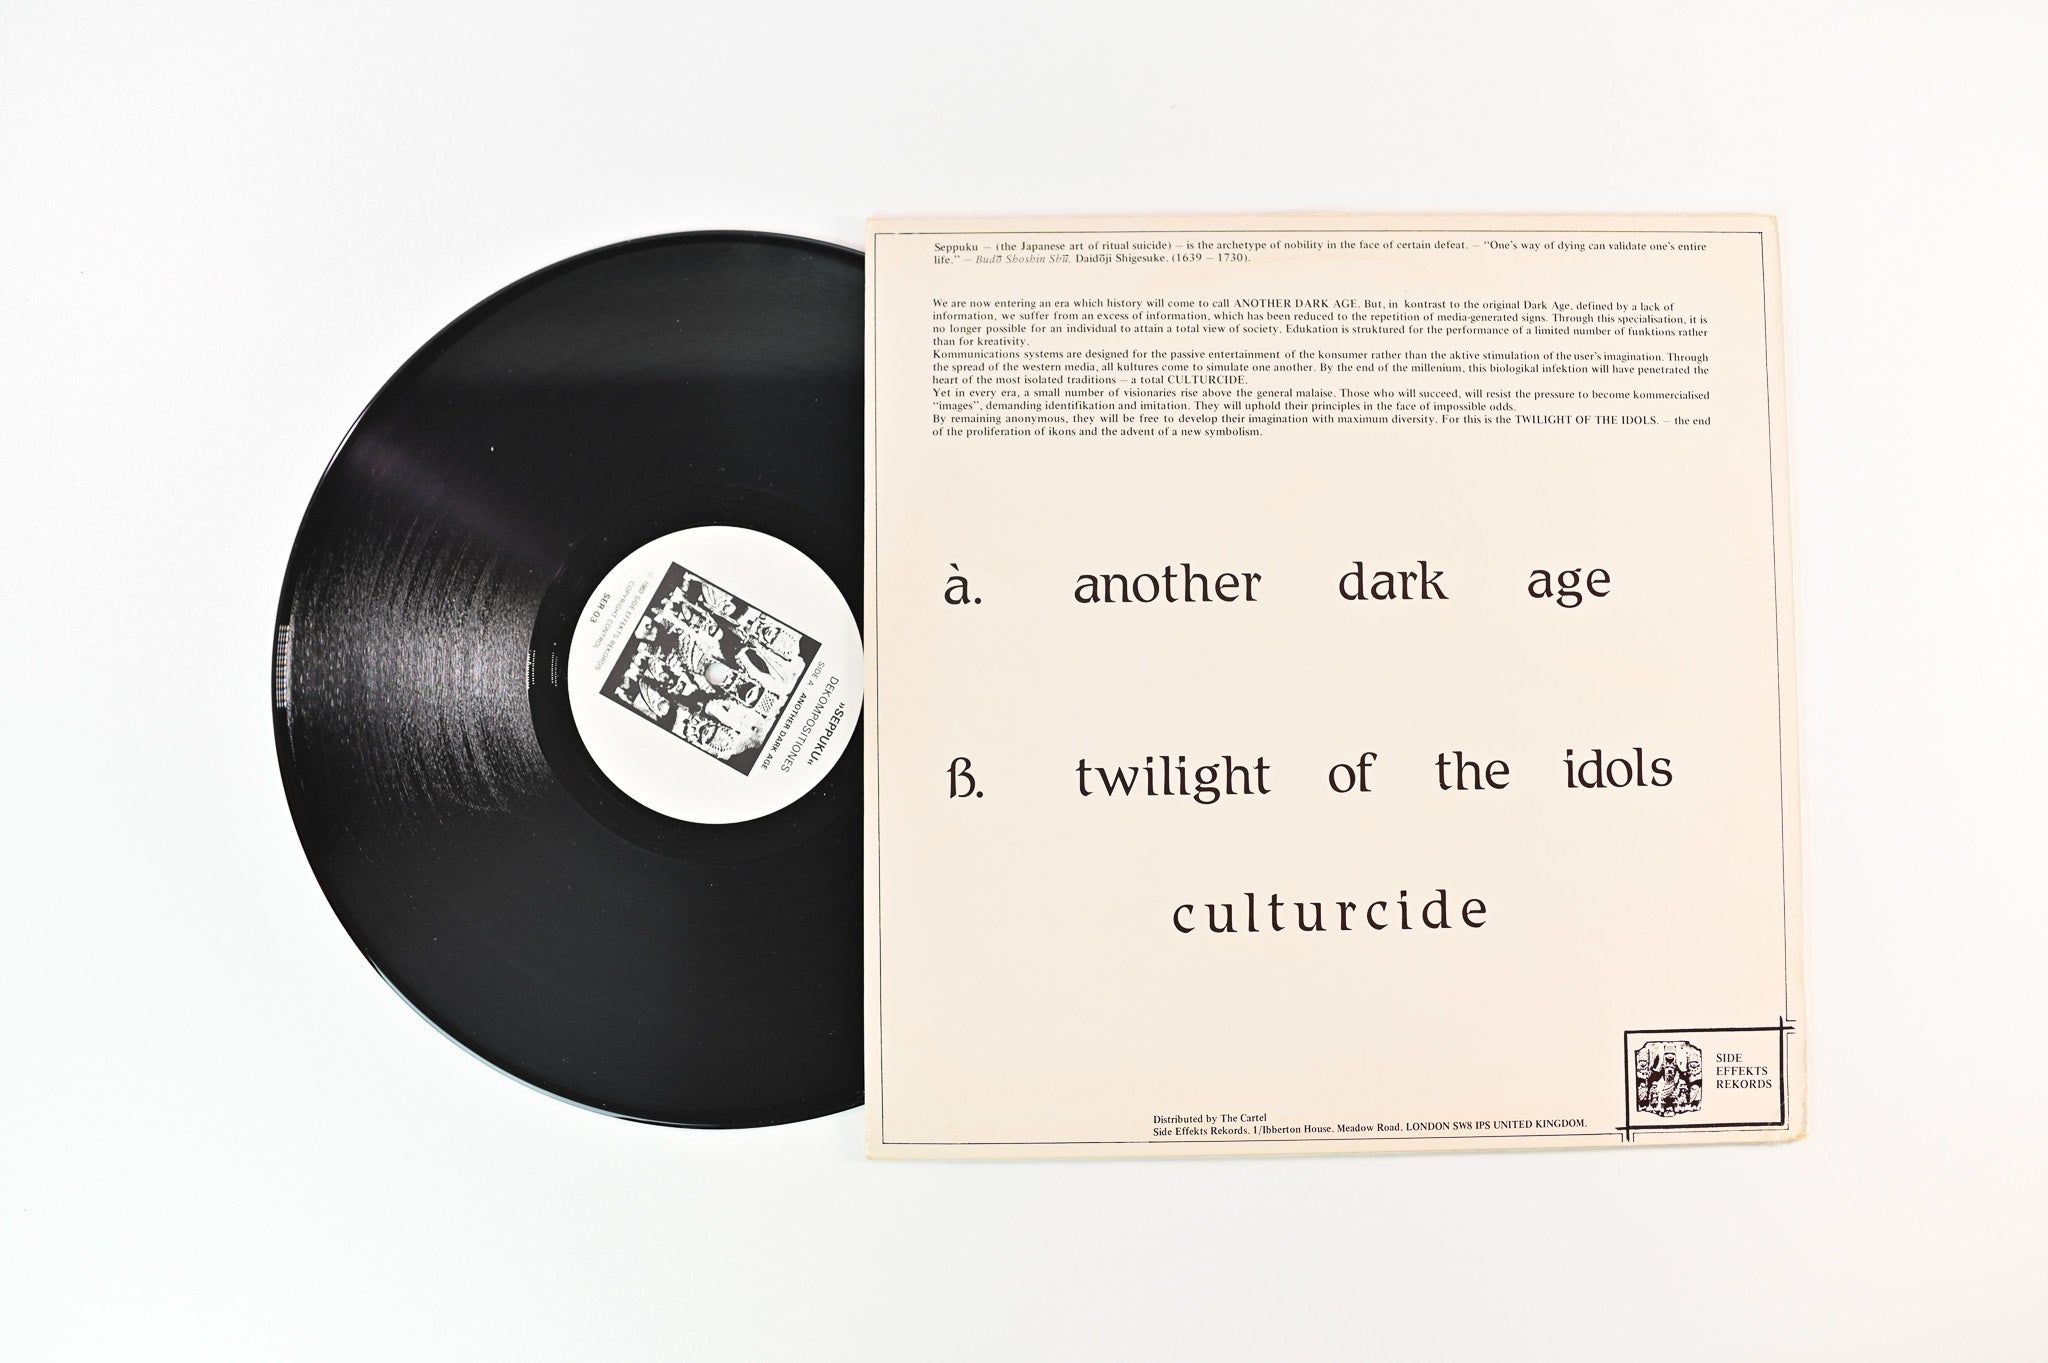 Seppuku — (the Japanese art of ritual suicide) — is the archetype of nobility in the face of certain defeat. — "One's way of dying can validate one's entire
life." — Budō Shoshin Shū. Daidōji Shigesuke. (1639 — 1730).
We are now entering an era which history will come to call ANOTHER DARK AGE. But, in kontrast to the original Dark Age, defined by a lack of
information, we suffer from an excess of information, which has been reduced to the repetition of media-generated signs. Through this specialisation, it is
no longer possible for an individual to attain a total view of society. Edukation is struktured for the performance of a limited number of funktions rather
than for kreativity.
Kommunications systems are designed for the passive entertainment of the konsumer rather than the aktive stimulation of the user's imagination. Through
the spread of the western media, all kultures come to simulate one another. By the end of the millenium, this biologikal infektion will have penetrated the
heart of the most isolated traditions — a total CULTURCIDE.
Yet in every era, a small number of visionaries rise above the general malaise. Those who will succeed, will resist the pressure to become kommercialised
"images", demanding identifikation and imitation. They will uphold their principles in the face of impossible odds.
By remaining anonymous, they will be free to develop their imagination with maximum diversity. For this is the TWILIGHT OF THE IDOLS. — the end
of the proliferation of ikons and the advent of a new symbolism.
à. another dark age
ß. twilight of the idols
culturcide
SIDE
EFFEKTS
REKORDS
Distributed by The Cartel
Side Effekts Rekords. 1/Ibberton House. Meadow Road, LONDON SW8 IPS UNITED KINGDOM.
»SEPPUKU«
DEKOMPOSITIONES
SIDE A · ANOTHER DARK AGE
SER 03
COPYRIGHT CONTROL
© 1983 SIDE EFFEKTS REKORDS